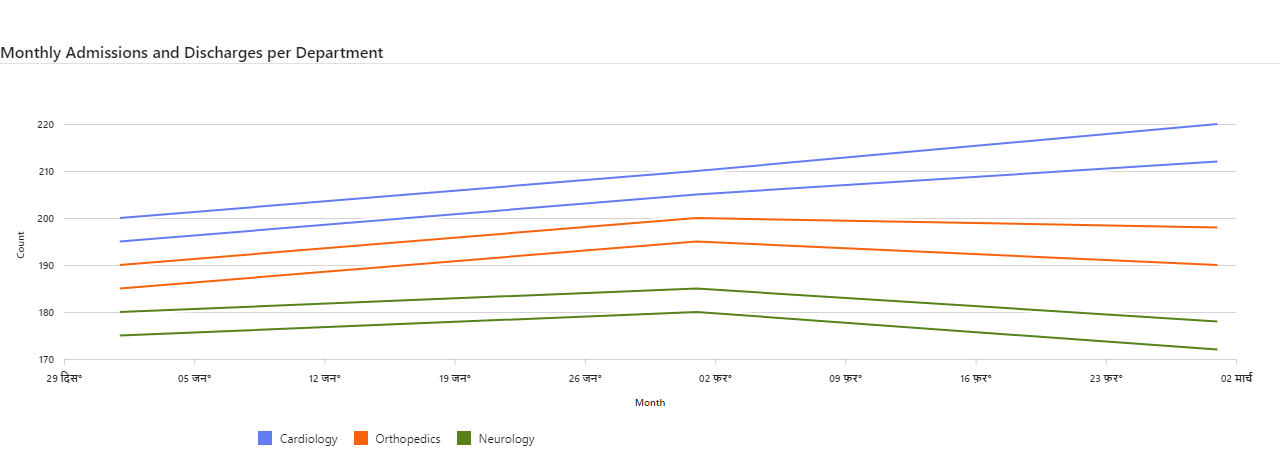 Monthly Admissions and Discharges per Department
220
210
200
190
180
170
Count
29 दिस॰ 05 जन॰ 12 जन॰ 19 जन॰ 26 जन॰ 02 फ़र॰ 09 फ़र॰ 16 फ़र॰ 23 फ़र॰ 02 मार्च
Month
Cardiology Orthopedics Neurology